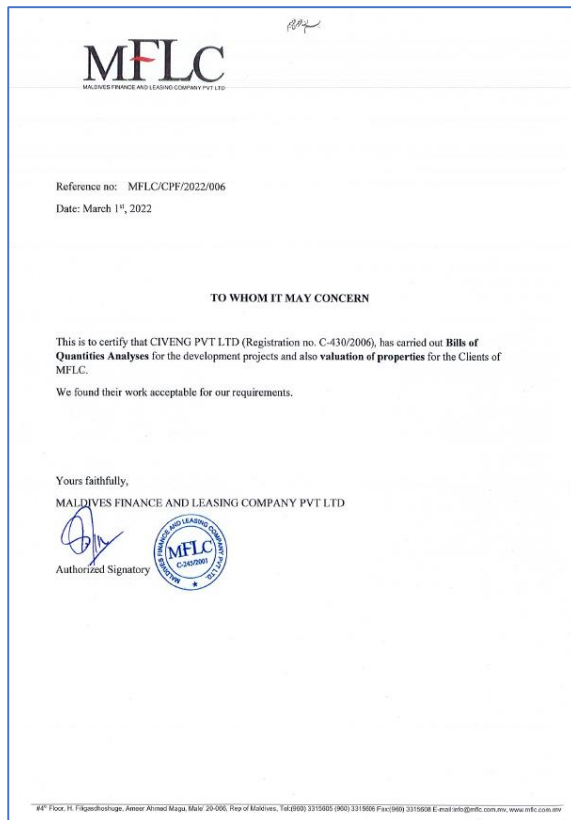 MFLC
MALDIVES FINANCE AND LEASING COMPANY PVT LTD
Reference no: MFLC/CPF/2022/006
Date: March 1st, 2022
TO WHOM IT MAY CONCERN
This is to certify that CIVENG PVT LTD (Registration no. C-430/2006), has carried out Bills of
Quantities Analyses for the development projects and also valuation of properties for the Clients of
MFLC.
We found their work acceptable for our requirements.
Yours faithfully,
MALDIVES FINANCE AND LEASING COMPANY PVT LTD
MALDIVES FINANCE AND LEASING COMPANY PVT LTD.
MFLC
C-245/2001
Authorized Signatory
#4th Floor, H. Filigasdhoshuge, Ameer Ahmed Magu, Male' 20-066, Rep of Maldives, Tel:(960) 3315605 (960) 3315606 Fax:(960) 3315608 E-mail:info@mflc.com.mv, www.mflc.com.mv